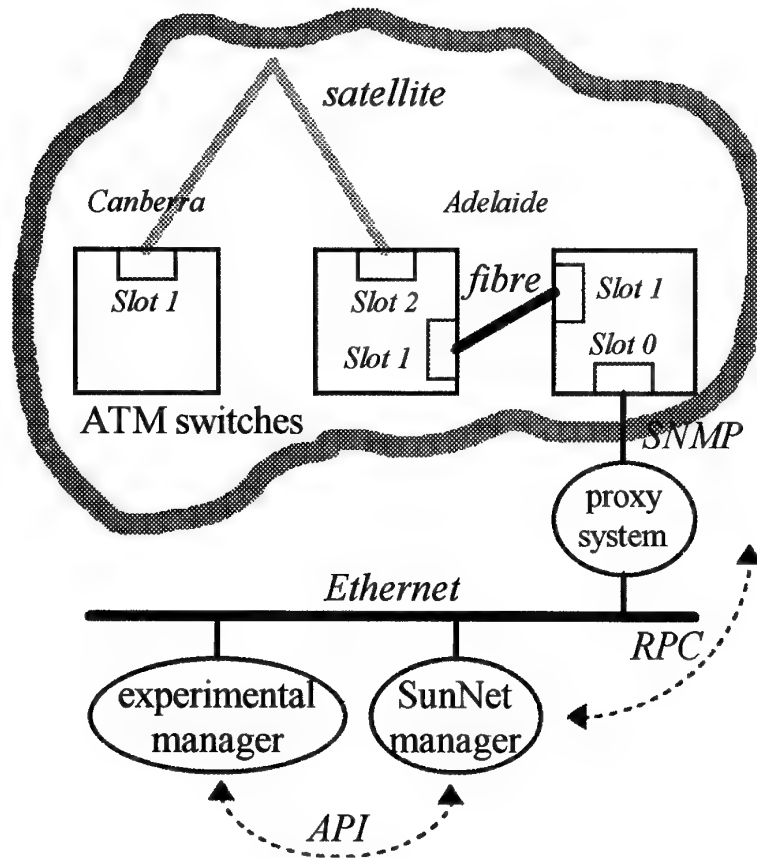 satellite
Canberra
Adelaide
Slot 1
Slot 2
fibre
Slot 1
Slot 1
Slot 0
ATM switches
SNMP
proxy
system
Ethernet
RPC
experimental
manager
SunNet
manager
API